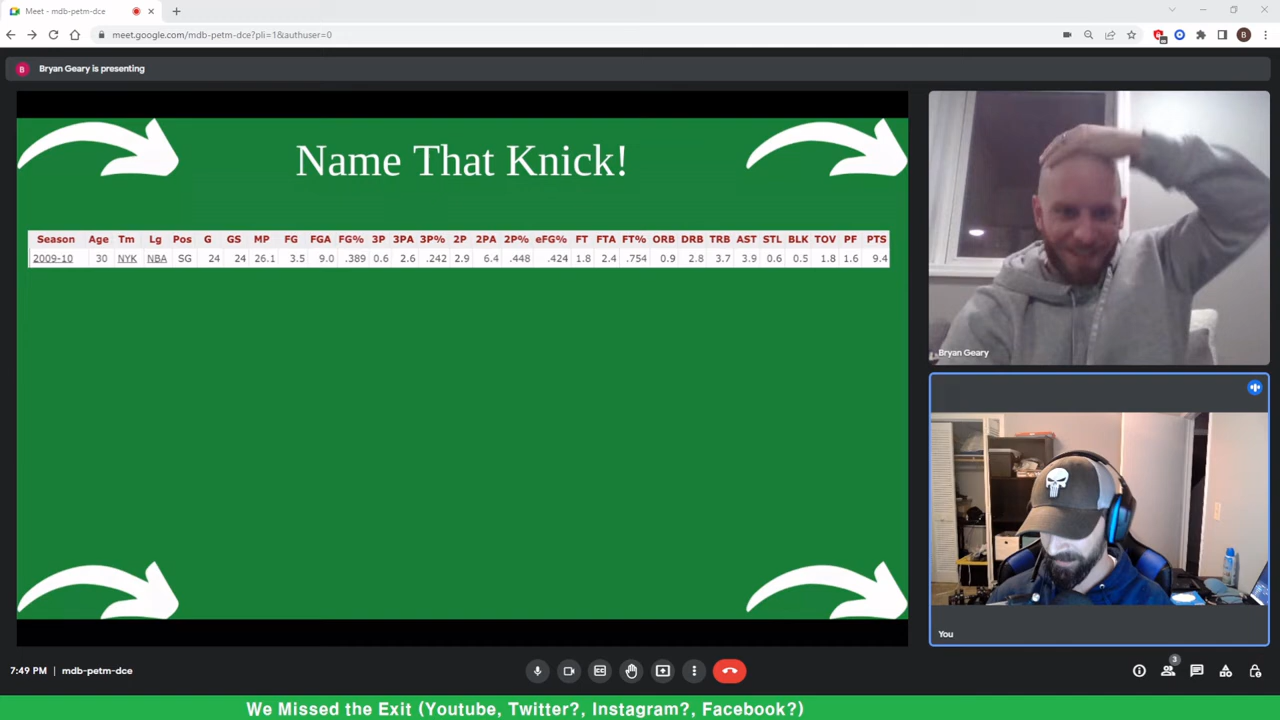 Meet - mdb-petm-dce
meet.google.com/mdb-petm-dce?pli=1&authuser=0
B
B
Bryan Geary is presenting
Name That Knick!
Season Age Tm Lg Pos G GS MP FG FGA FG% 3P 3PA 3P% 2P 2PA 2P% eFG% FT FTA FT% ORB DRB TRB AST STL BLK TOV PF PTS
2009-10 30 NYK NBA SG 24 24 26.1 3.5 9.0 .389 0.6 2.6 .242 2.9 6.4 .448 .424 1.8 2.4 .754 0.9 2.8 3.7 3.9 0.6 0.5 1.8 1.6 9.4
Bryan Geary
You
7:49 PM | mdb-petm-dce
3
We Missed the Exit (Youtube, Twitter?, Instagram?, Facebook?)